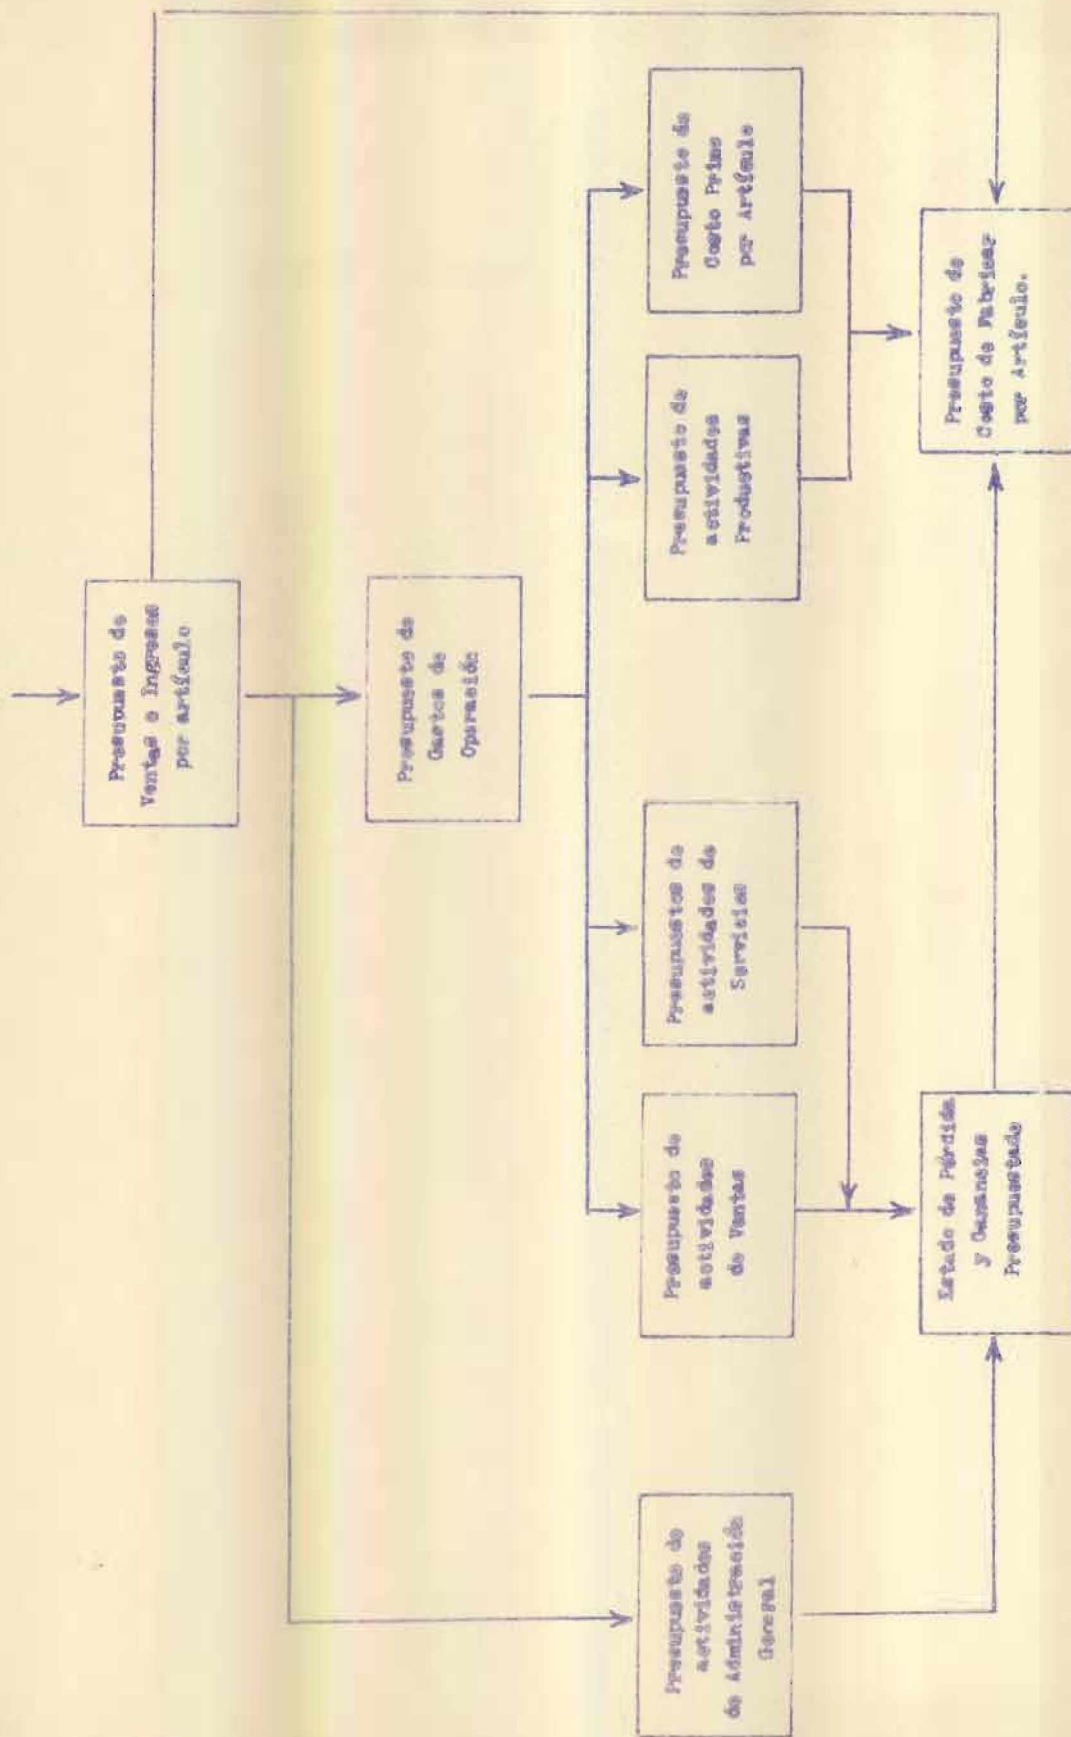 Presupuesto de
Ventas e Ingresos
por artículo
Presupuesto de
Gastos de
Operación
Presupuesto de
actividades
de Administración
General
Presupuesto de
actividades
de Ventas
Presupuestos de
actividades de
Servicios
Presupuesto de
actividades
Productivas
Presupuesto de
Costo Primo
por Artículo
Estado de Pérdida
y Ganancias
Presupuestado
Presupuesto de
Costo de Fabricar
por Artículo.